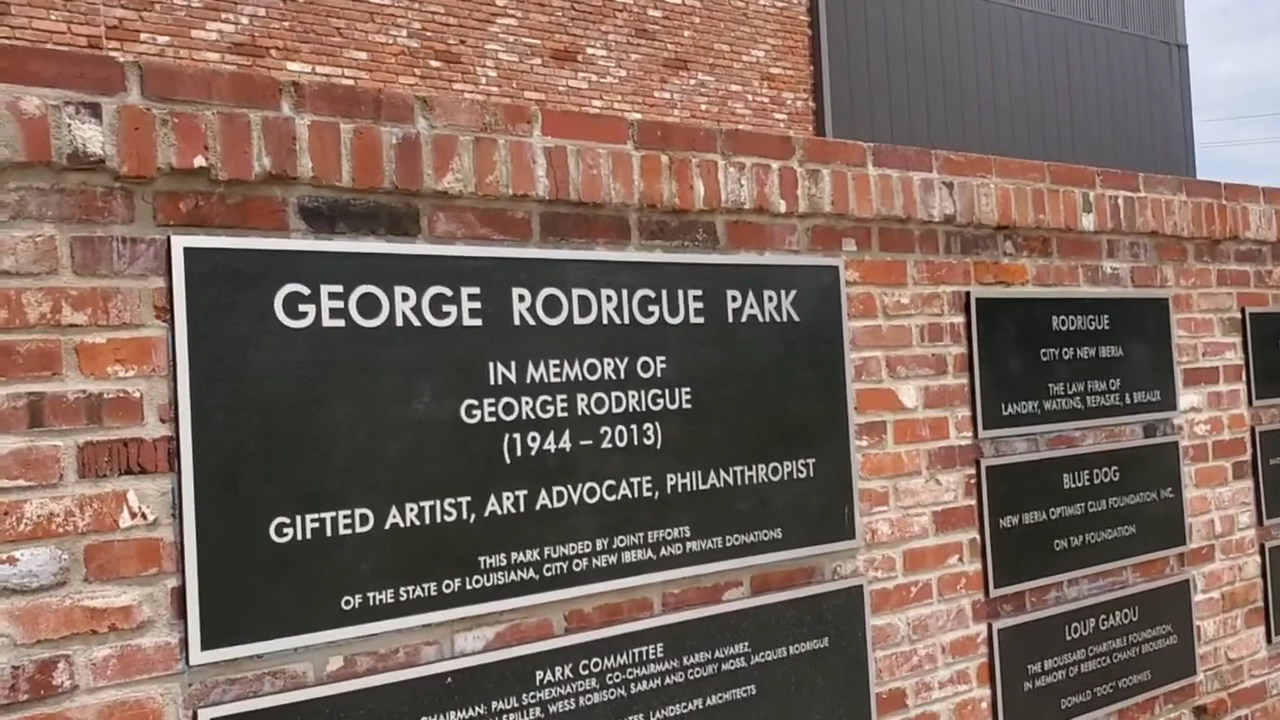 GEORGE RODRIGUE PARK
IN MEMORY OF
GEORGE RODRIGUE
(1944 – 2013)
GIFTED ARTIST, ART ADVOCATE, PHILANTHROPIST
THIS PARK FUNDED BY JOINT EFFORTS
OF THE STATE OF LOUISIANA, CITY OF NEW IBERIA, AND PRIVATE DONATIONS
PARK COMMITTEE
CHAIRMAN: PAUL SCHEXNAYDER, CO-CHAIRMAN: KAREN ALVAREZ,
SPILLER, WESS ROBISON, SARAH AND COURY MOSS, JACQUES RODRIGUE
LANDSCAPE ARCHITECTS
RODRIGUE
CITY OF NEW IBERIA
THE LAW FIRM OF
LANDRY, WATKINS, REPASKE, & BREAUX
BLUE DOG
NEW IBERIA OPTIMIST CLUB FOUNDATION, INC.
ON TAP FOUNDATION
LOUP GAROU
THE BROUSSARD CHARITABLE FOUNDATION,
IN MEMORY OF REBECCA CHANEY BROUSSARD
DONALD "DOC" VOORHIES